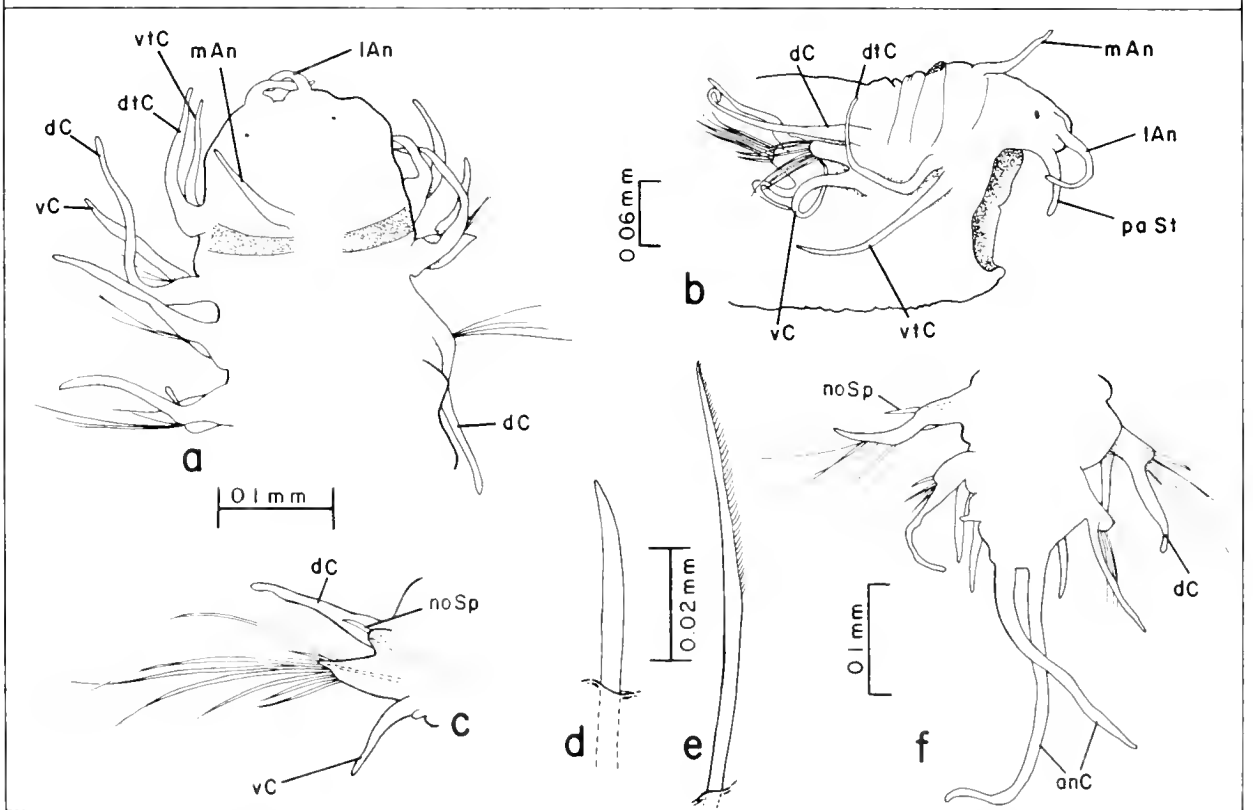 vtC
mAn
lAn
dtC
dC
vC
dC
a
0 1 mm
dC
dtC
mAn
lAn
paSt
0 06 mm
b
vC
vtC
dC
noSp
c
vC
d
0.02 mm
e
noSp
dC
0 1 mm
f
anC